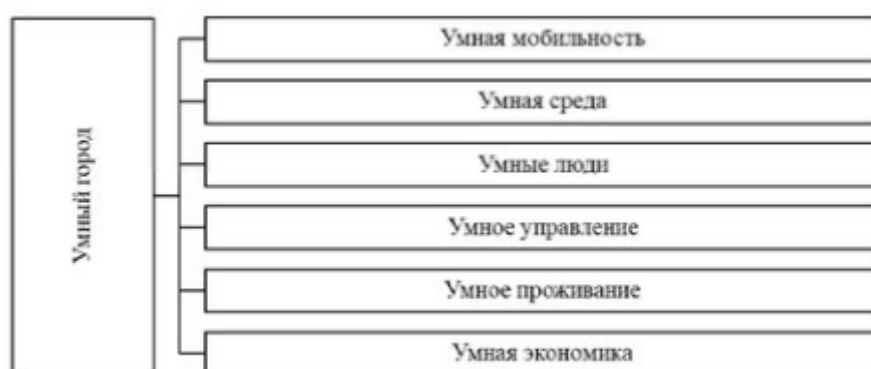 Умный город
Умная мобильность
Умная среда
Умные люди
Умное управление
Умное проживание
Умная экономика